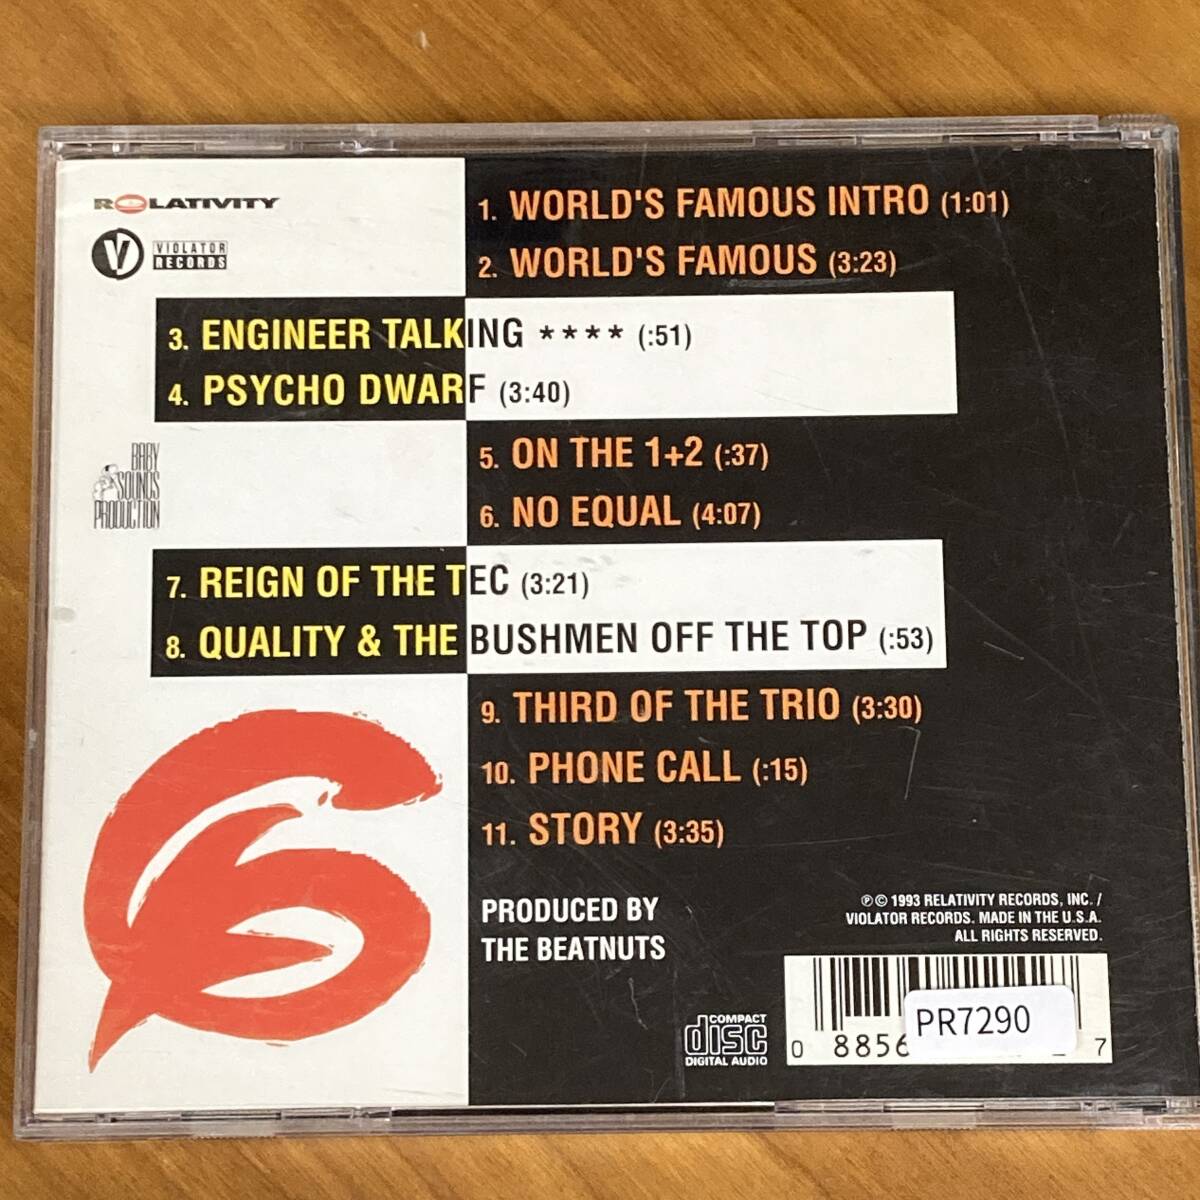 RELATIVITY
V VIOLATOR
RECORDS
1. WORLD'S FAMOUS INTRO (1:01)
2. WORLD'S FAMOUS (3:23)
3. ENGINEER TALKING **** (:51)
4. PSYCHO DWARF (3:40)
BABY
SOUNDS
PRODUCTION
5. ON THE 1+2 (:37)
6. NO EQUAL (4:07)
7. REIGN OF THE TEC (3:21)
8. QUALITY & THE BUSHMEN OFF THE TOP (:53)
9. THIRD OF THE TRIO (3:30)
10. PHONE CALL (:15)
11. STORY (3:35)
PRODUCED BY
THE BEATNUTS
℗ © 1993 RELATIVITY RECORDS, INC. /
VIOLATOR RECORDS. MADE IN THE U.S.A.
ALL RIGHTS RESERVED.
COMPACT
disc
DIGITAL AUDIO
PR7290
0 8856 7